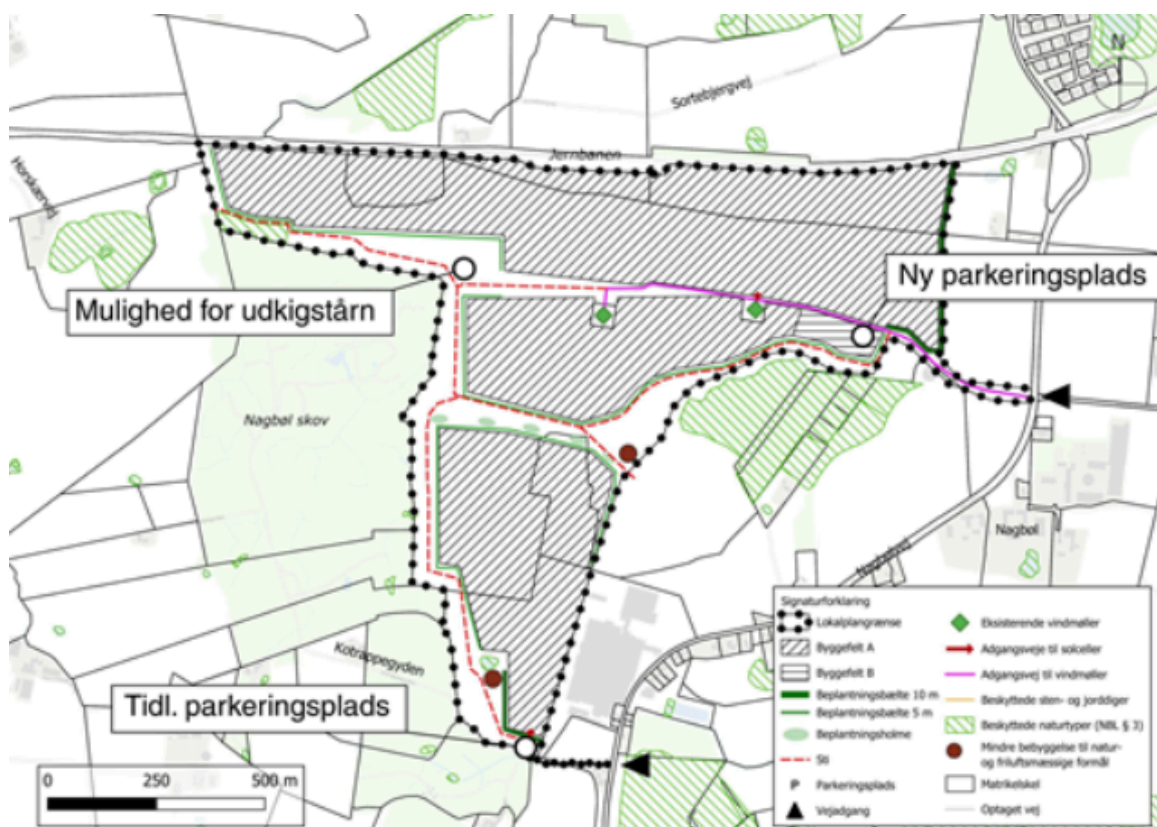 N
Sortebjergvej
Jernbanen
Horskærvej
Ny parkeringsplads
Mulighed for udkigstårn
Nagbøl skov
Nagbøl
Nagbølvej
Kotrappegyden
Tidl. parkeringsplads
0 250 500 m
Signaturforklaring
Lokalplangrænse
Byggefelt A
Byggefelt B
Beplantningsbælte 10 m
Beplantningsbælte 5 m
Beplantningsholme
Sti
P Parkeringsplads
Vejadgang
Eksisterende vindmøller
Adgangsveje til solceller
Adgangsvej til vindmøller
Beskyttede sten- og jorddiger
Beskyttede naturtyper (NBL § 3)
Mindre bebyggelse til natur-
og friluftsmæssige formål
Matrikelskel
Optaget vej